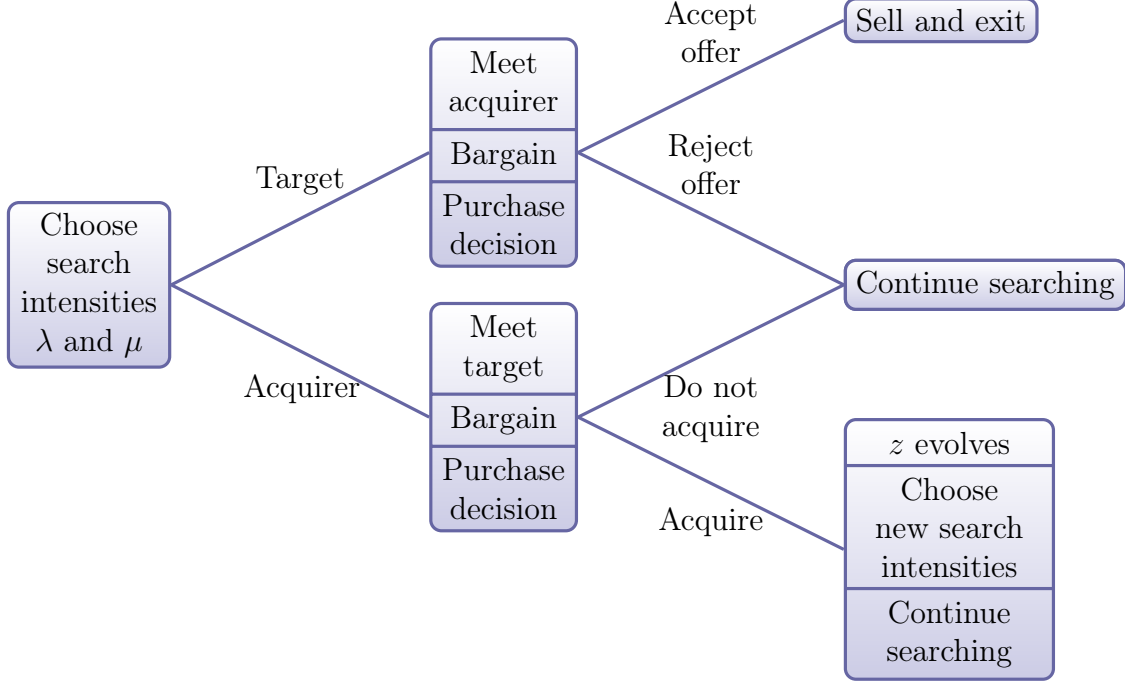 Choose
search
intensities
λ and μ
Target
Acquirer
Meet
acquirer
Bargain
Purchase
decision
Meet
target
Bargain
Purchase
decision
Accept
offer
Reject
offer
Do not
acquire
Acquire
Sell and exit
Continue searching
z evolves
Choose
new search
intensities
Continue
searching